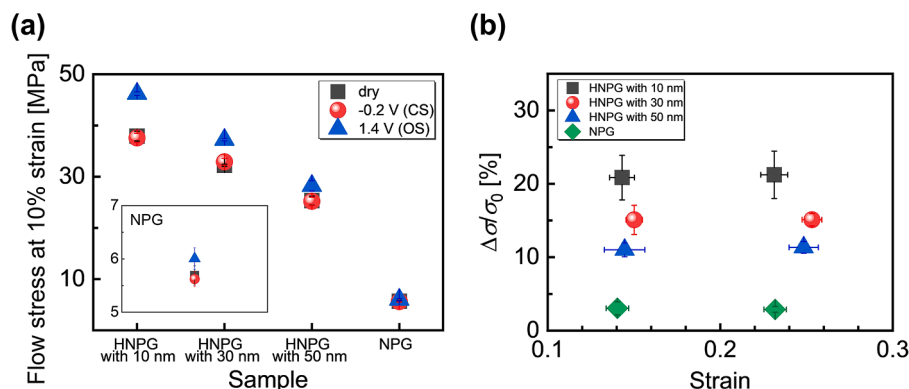 (a)
Flow stress at 10% strain [MPa]
50
30
10
dry
-0.2 V (CS)
1.4 V (OS)
7
NPG
6
5
HNPG
with 10 nm
HNPG
with 30 nm
HNPG
with 50 nm
NPG
Sample
(b)
Δσ/σ₀ [%]
30
20
10
0
HNPG with 10 nm
HNPG with 30 nm
HNPG with 50 nm
NPG
0.1
0.2
0.3
Strain